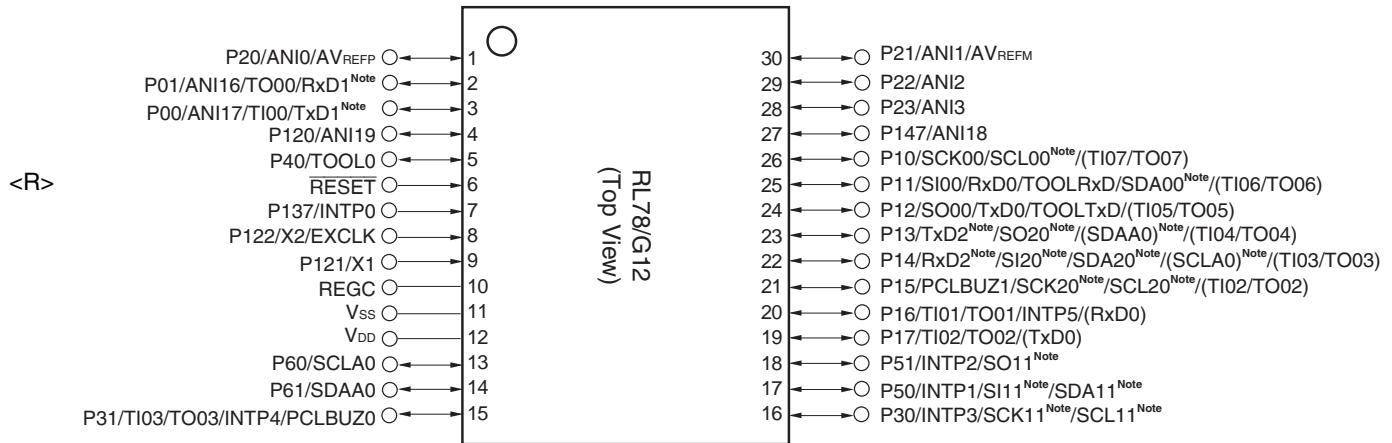 P20/ANI0/AVREFP 1
P01/ANI16/TO00/RxD1Note 2
P00/ANI17/TI00/TxD1Note 3
P120/ANI19 4
P40/TOOL0 5
<R>
RESET 6
P137/INTP0 7
P122/X2/EXCLK 8
P121/X1 9
REGC 10
VSS 11
VDD 12
P60/SCLA0 13
P61/SDAA0 14
P31/TI03/TO03/INTP4/PCLBUZ0 15
RL78/G12
(Top View)
30 P21/ANI1/AVREFM
29 P22/ANI2
28 P23/ANI3
27 P147/ANI18
26 P10/SCK00/SCL00Note/(TI07/TO07)
25 P11/SI00/RxD0/TOOLRxD/SDA00Note/(TI06/TO06)
24 P12/SO00/TxD0/TOOLTxD/(TI05/TO05)
23 P13/TxD2Note/SO20Note/(SDAA0)Note/(TI04/TO04)
22 P14/RxD2Note/SI20Note/SDA20Note/(SCLA0)Note/(TI03/TO03)
21 P15/PCLBUZ1/SCK20Note/SCL20Note/(TI02/TO02)
20 P16/TI01/TO01/INTP5/(RxD0)
19 P17/TI02/TO02/(TxD0)
18 P51/INTP2/SO11Note
17 P50/INTP1/SI11Note/SDA11Note
16 P30/INTP3/SCK11Note/SCL11Note